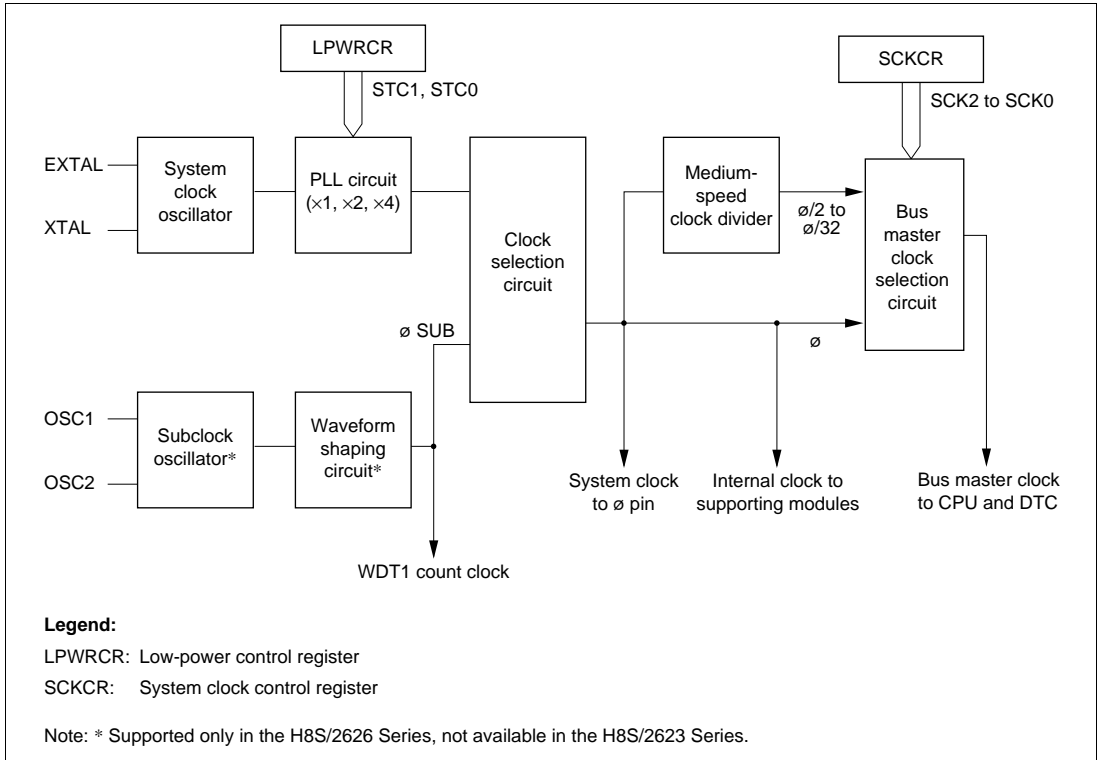 LPWRCR
STC1, STC0
SCKCR
SCK2 to SCK0
EXTAL
XTAL
System
clock
oscillator
PLL circuit
(×1, ×2, ×4)
Clock
selection
circuit
Medium-
speed
clock divider
ø/2 to
ø/32
Bus
master
clock
selection
circuit
ø SUB
ø
OSC1
OSC2
Subclock
oscillator*
Waveform
shaping
circuit*
System clock
to ø pin
Internal clock to
supporting modules
Bus master clock
to CPU and DTC
WDT1 count clock
Legend:
LPWRCR: Low-power control register
SCKCR: System clock control register
Note: * Supported only in the H8S/2626 Series, not available in the H8S/2623 Series.